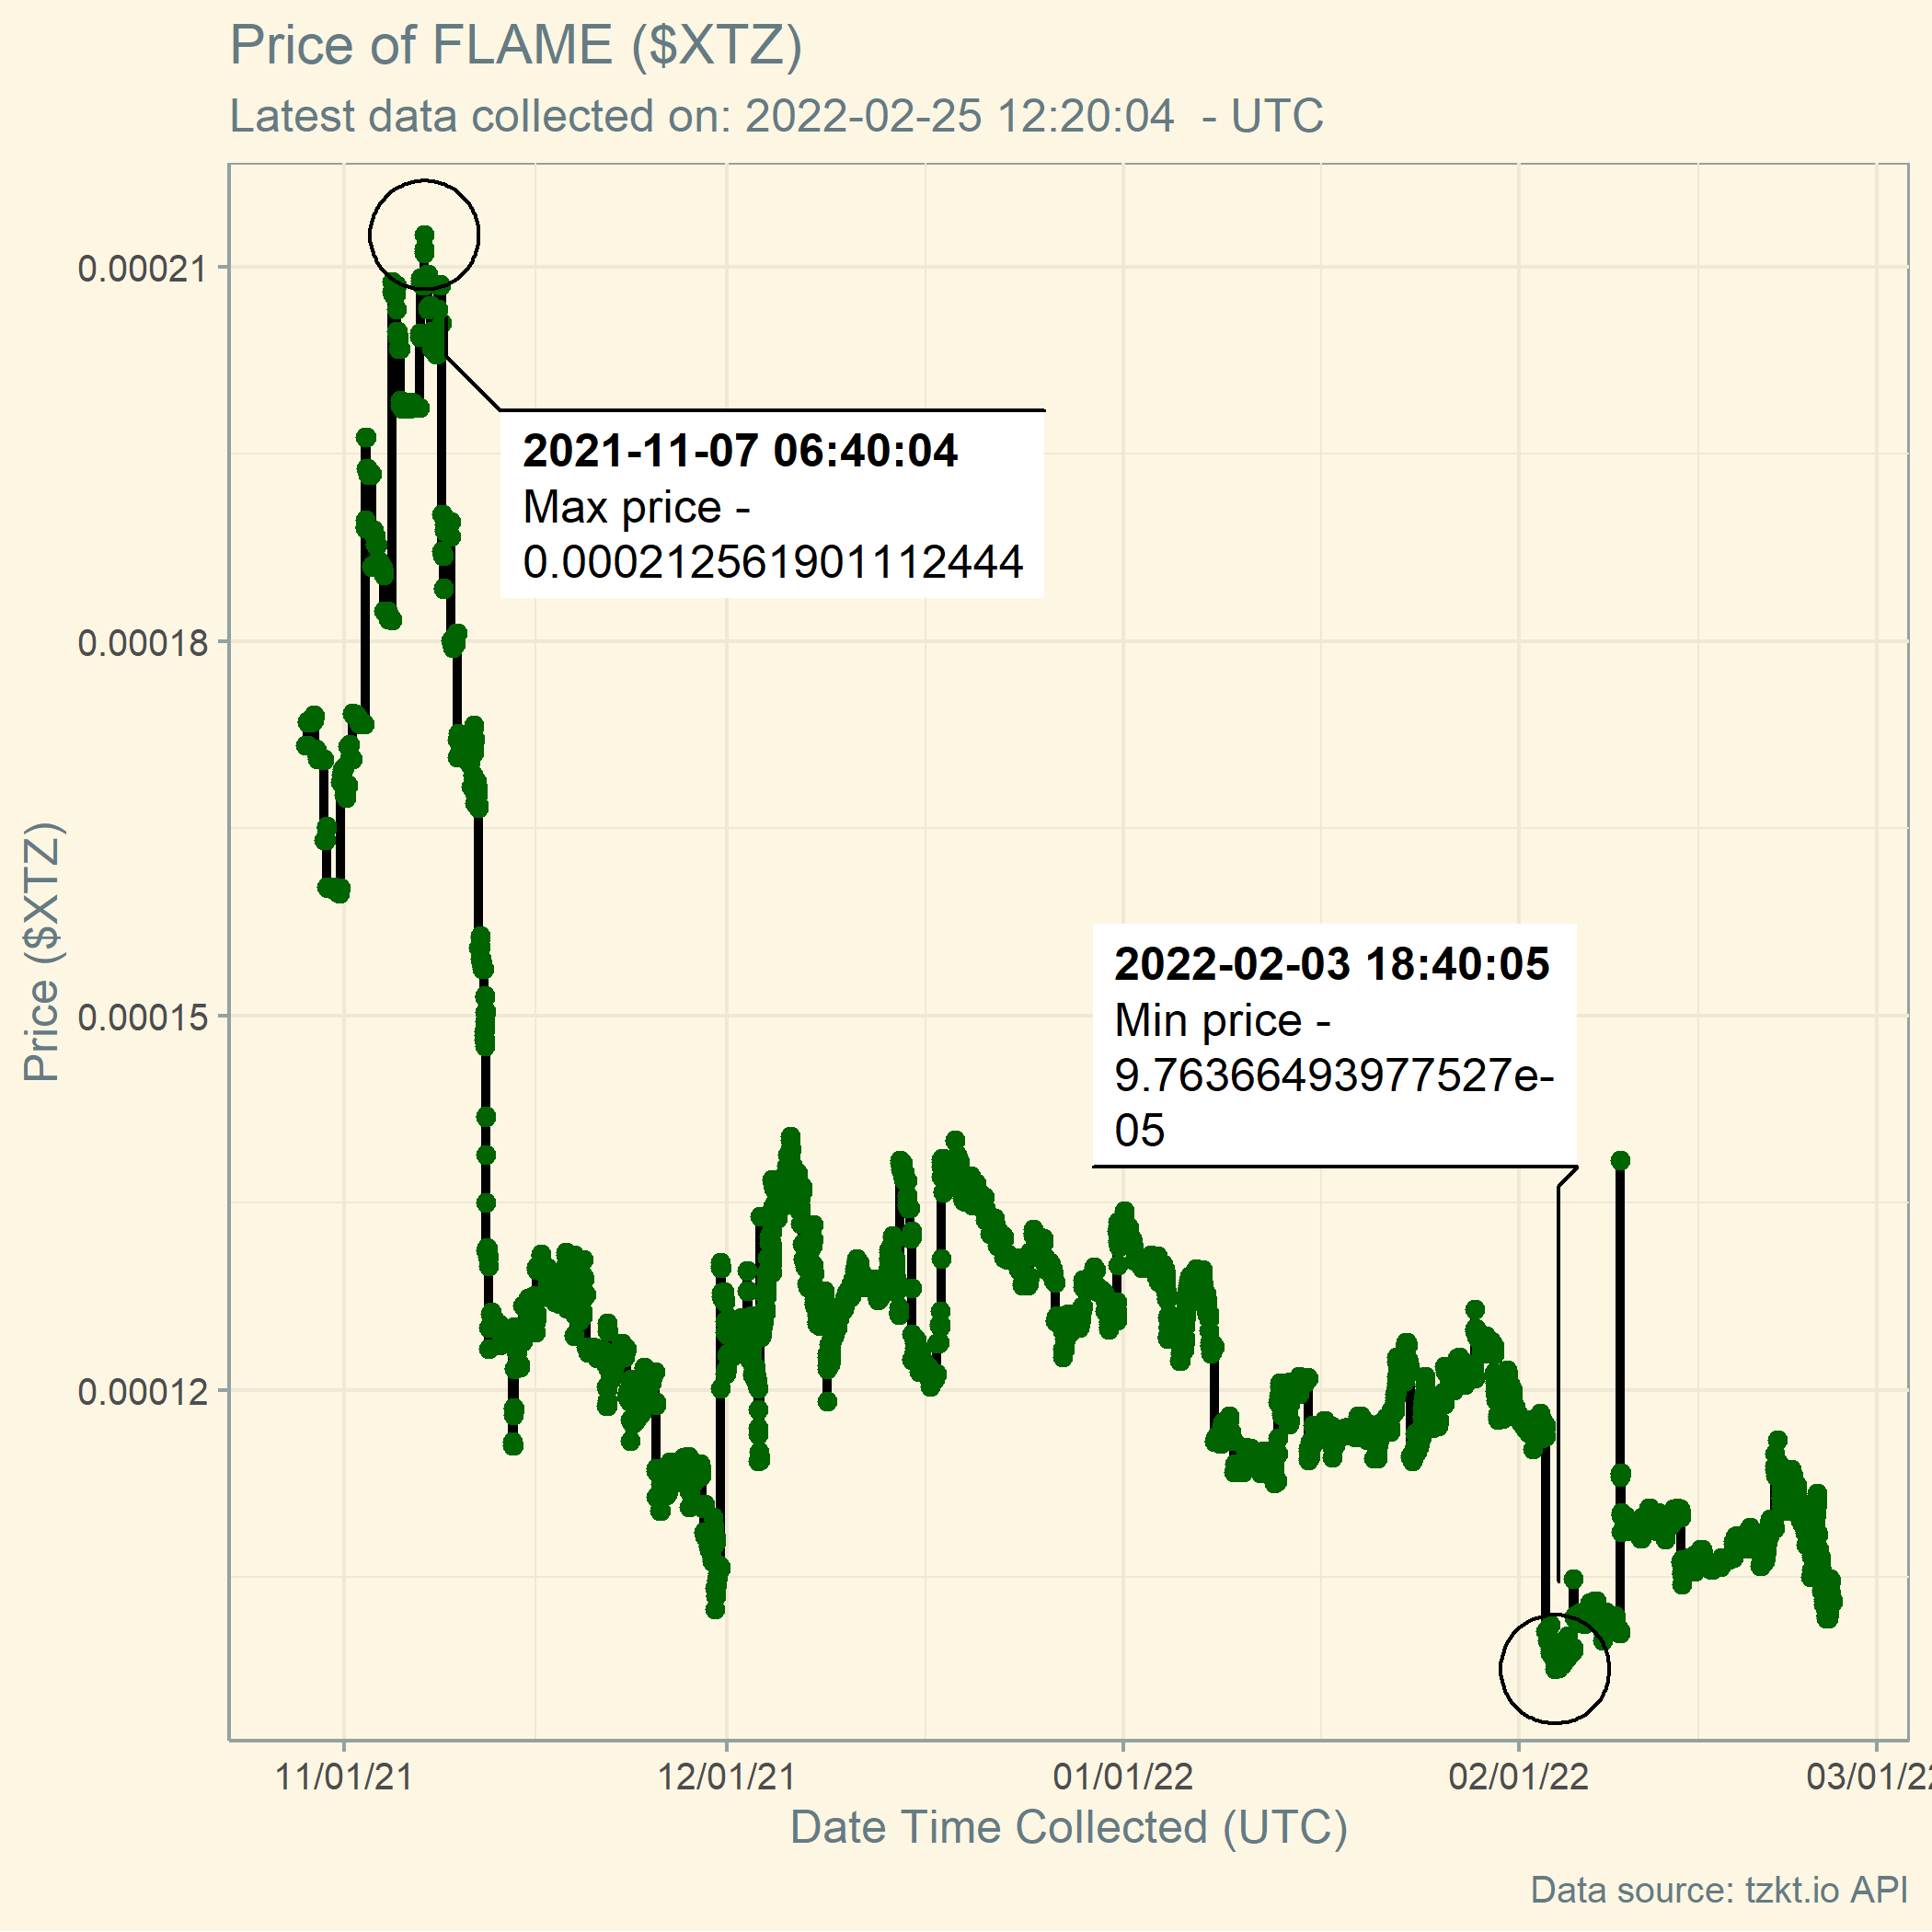 Price of FLAME ($XTZ)
Latest data collected on: 2022-02-25 12:20:04  - UTC
0.00021
0.00018
0.00015
0.00012
Price ($XTZ)
2021-11-07 06:40:04
Max price -
0.000212561901112444
2022-02-03 18:40:05
Min price -
9.76366493977527e-
05
11/01/21
12/01/21
01/01/22
02/01/22
03/01/22
Date Time Collected (UTC)
Data source: tzkt.io API